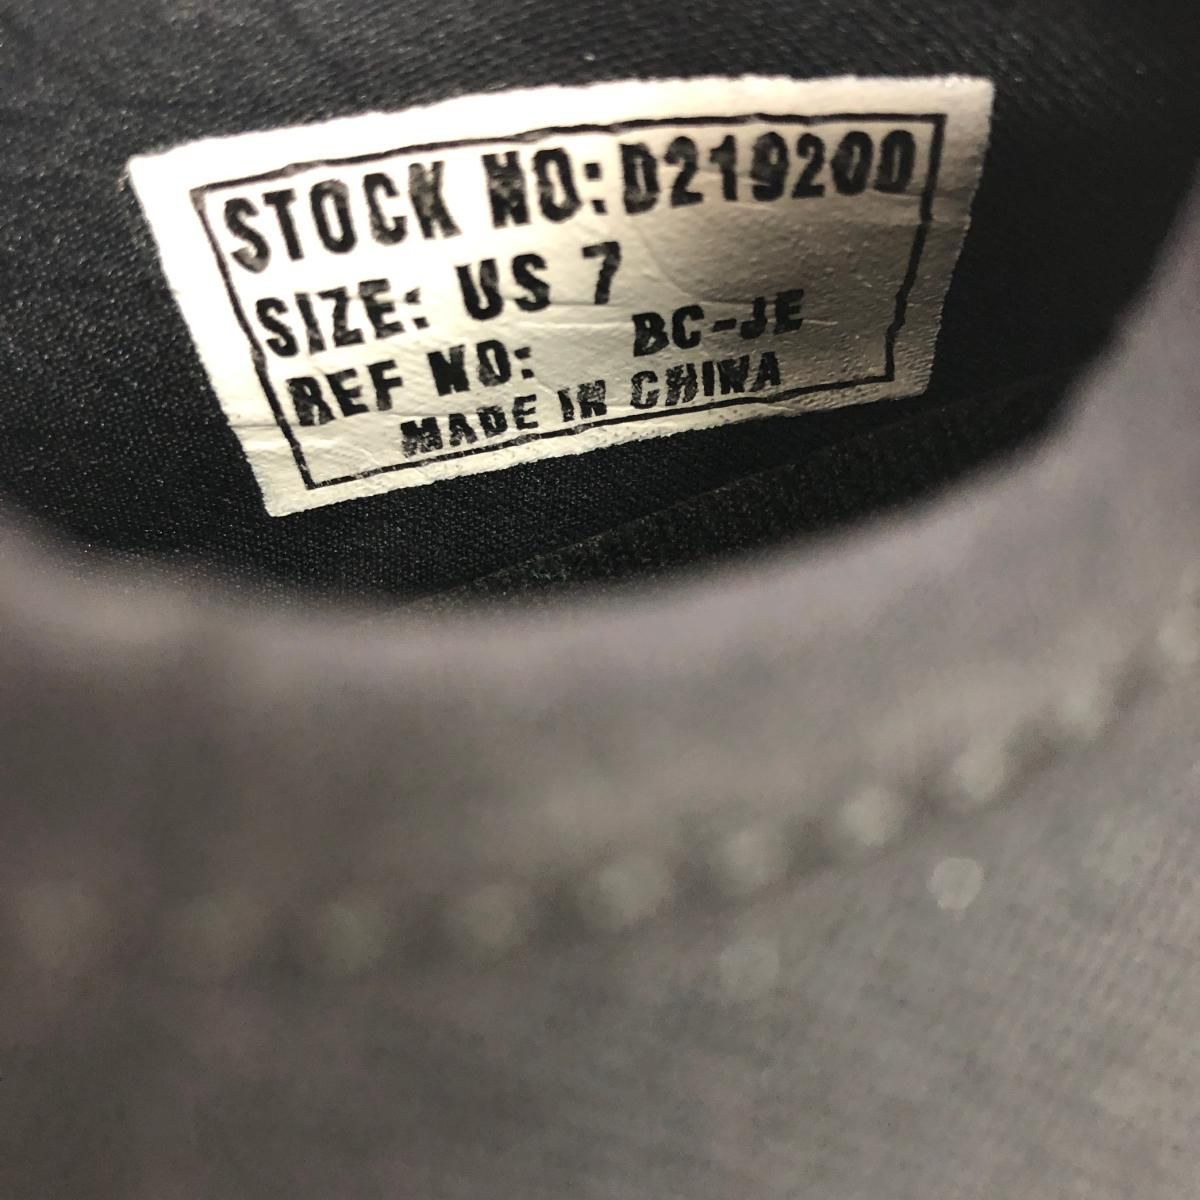 STOCK NO: D219200
SIZE: US 7
REF NO: BC-JE
MADE IN CHINA